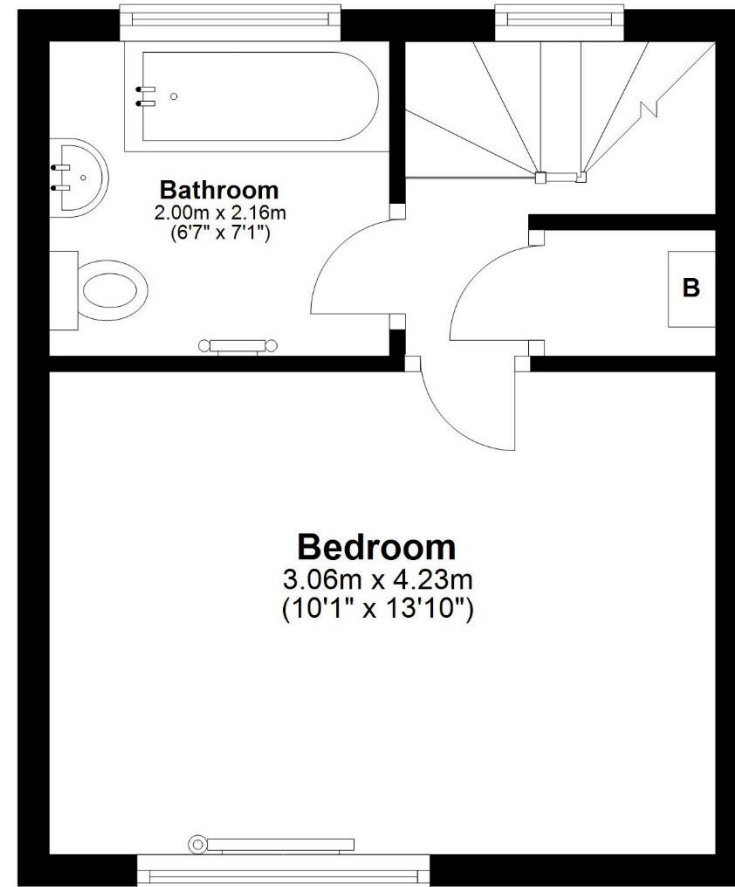 Bathroom
2.00m x 2.16m
(6'7" x 7'1")
B
Bedroom
3.06m x 4.23m
(10'1" x 13'10")